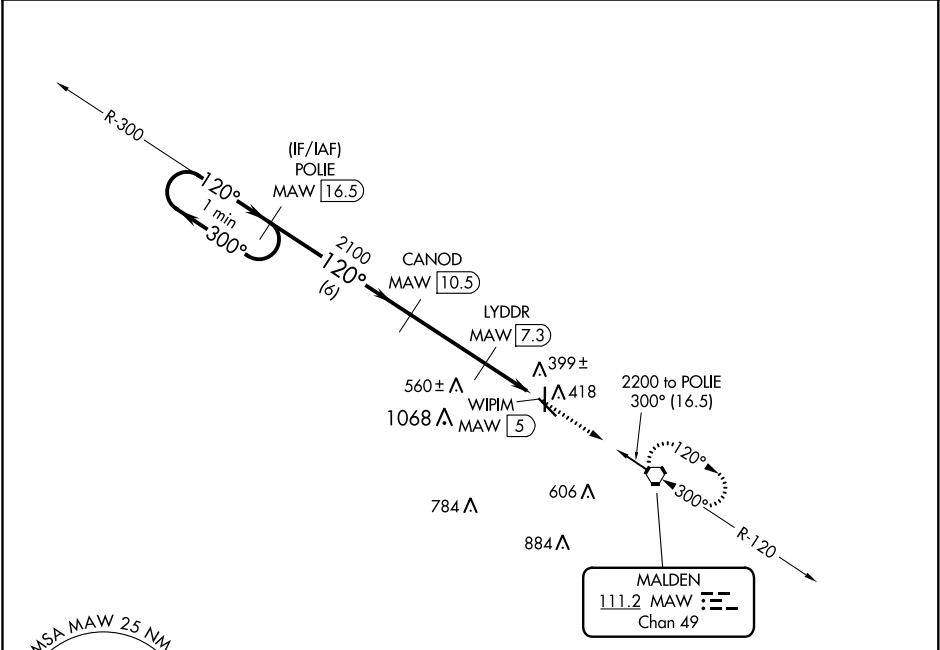 R-300
(IF/IAF)
POLIE
MAW 16.5
120°
1 min
300°
2100
120°
(6)
CANOD
MAW 10.5
LYDDR
MAW 7.3
399±
418
560±
1068
WIPIM
MAW 5
2200 to POLIE
300° (16.5)
120°
300°
606
784
884
R-120
MALDEN
111.2 MAW
Chan 49
MSA MAW 25 NM